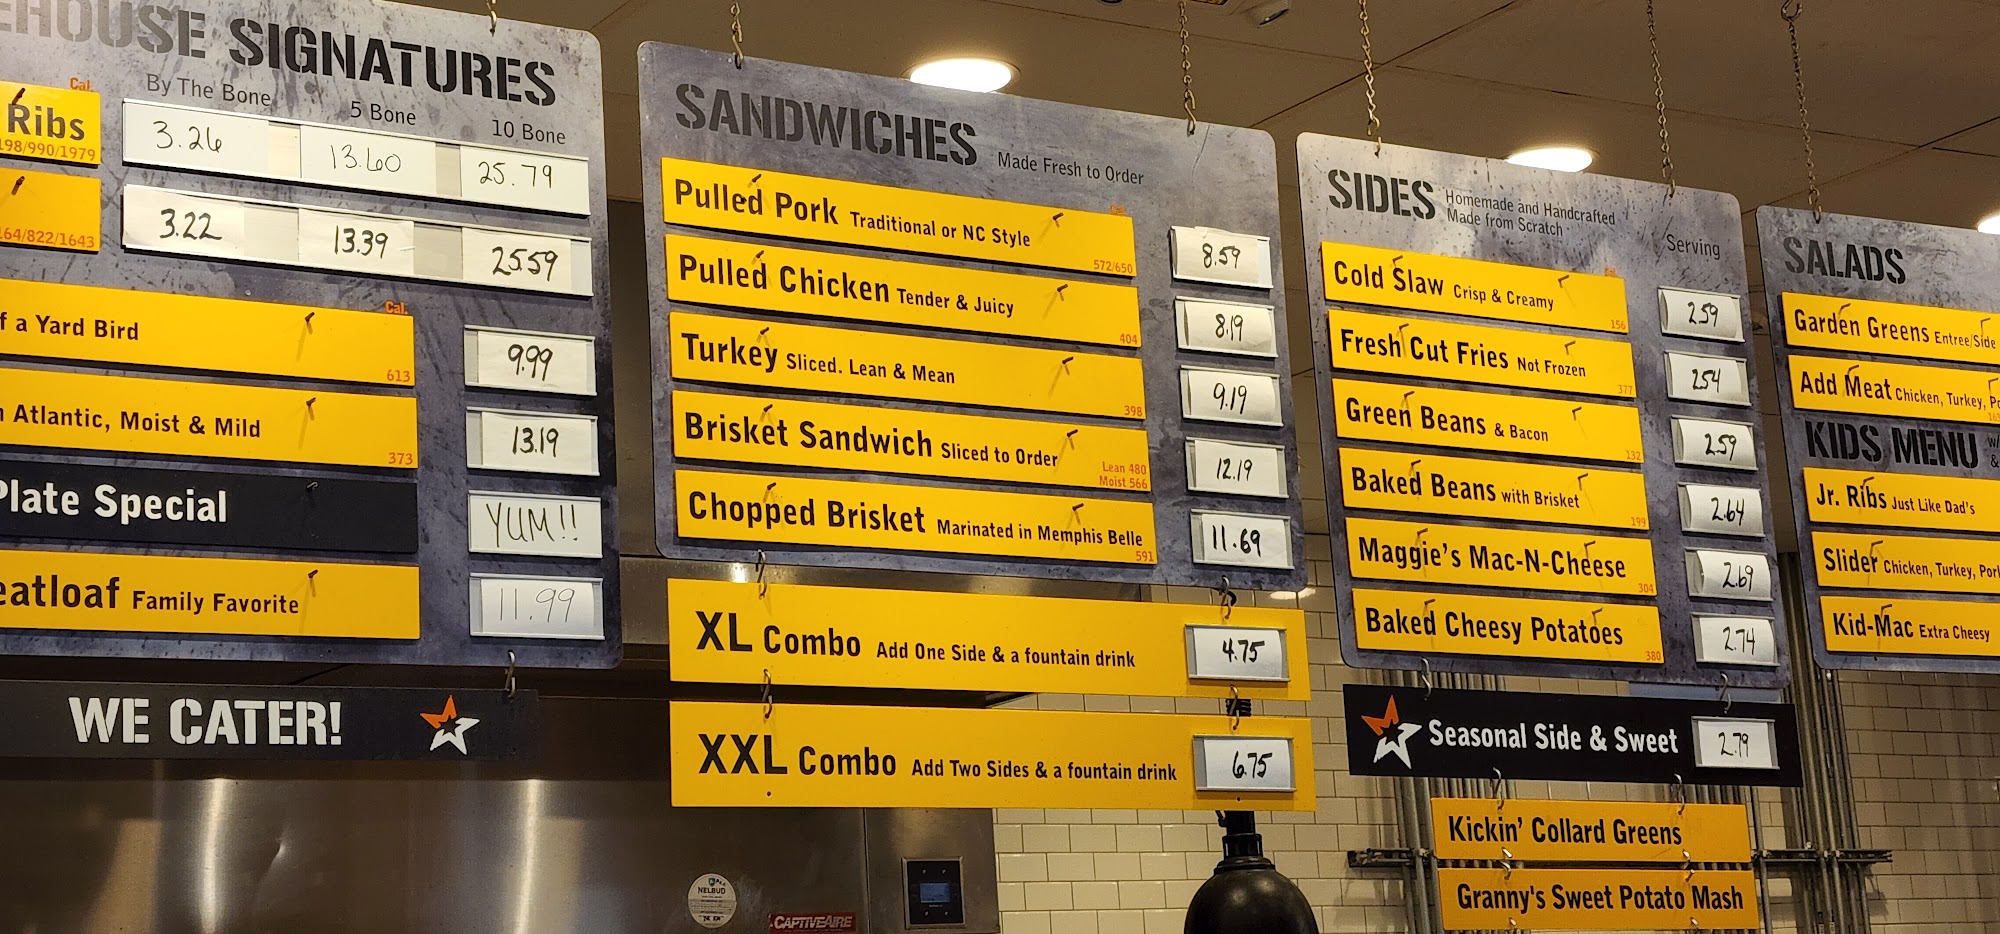 EHOUSE SIGNATURES
By The Bone
5 Bone
10 Bone
Cal.
Ribs
198/990/1979
3.26
13.60
25.79
164/822/1643
3.22
13.39
25.59
Cal.
f a Yard Bird
613
9.99
Atlantic, Moist & Mild
373
13.19
Plate Special
YUM!!
eatloaf Family Favorite
11.99
WE CATER!
SANDWICHES Made Fresh to Order
Pulled Pork Traditional or NC Style
572/650
8.59
Pulled Chicken Tender & Juicy
404
8.19
Turkey Sliced. Lean & Mean
398
9.19
Brisket Sandwich Sliced to Order
Lean 480
Moist 566
12.19
Chopped Brisket Marinated in Memphis Belle
591
11.69
XL Combo Add One Side & a fountain drink
4.75
XXL Combo Add Two Sides & a fountain drink
6.75
NELBUD
CAPTIVEAIRE
SIDES Homemade and Handcrafted
Made from Scratch
Serving
Cold Slaw Crisp & Creamy
156
2.59
Fresh Cut Fries Not Frozen
377
2.54
Green Beans & Bacon
132
2.59
Baked Beans with Brisket
199
2.64
Maggie's Mac-N-Cheese
304
2.69
Baked Cheesy Potatoes
380
2.74
Seasonal Side & Sweet
2.79
Kickin' Collard Greens
Granny's Sweet Potato Mash
SALADS
Garden Greens Entree/Side
Add Meat Chicken, Turkey,
KIDS MENU
Jr. Ribs Just Like Dad's
Slider Chicken, Turkey, Pork
Kid-Mac Extra Cheesy